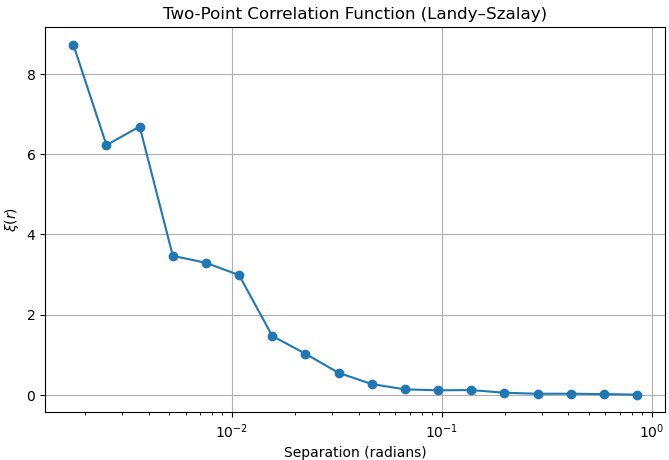 Two-Point Correlation Function (Landy–Szalay)
ξ(r)
8
6
4
2
0
10⁻² 10⁻¹ 10⁰
Separation (radians)